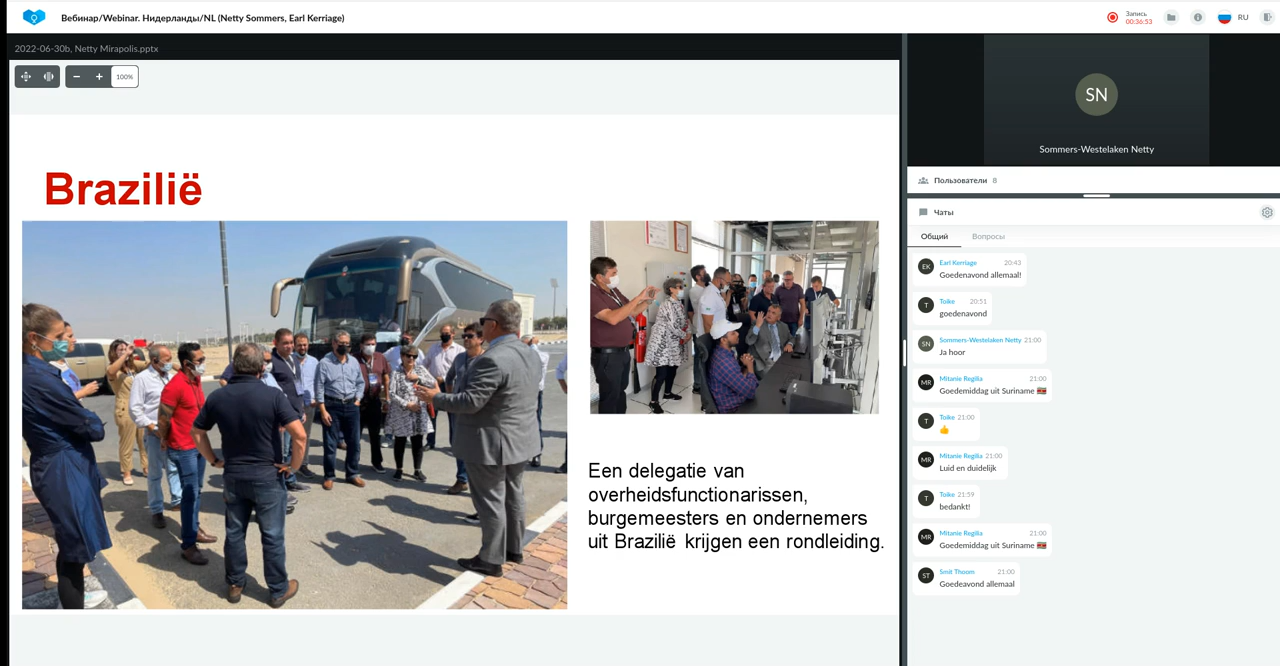 Вебинар/Webinar. Нидерланды/NL (Netty Sommers, Earl Kerriage)
Запись
00:36:53
RU
2022-06-30b, Netty Mirapolis.pptx
100%
Brazilië
Een delegatie van
overheidsfunctionarissen,
burgemeesters en ondernemers
uit Brazilië krijgen een rondleiding.
SN
Sommers-Westelaken Netty
Пользователи 8
Чаты
Общий Вопросы
EK Earl Kerriage 20:43
Goedenavond allemaal!
T Toike 20:51
goedenavond
SN Sommers-Westelaken Netty 21:00
Ja hoor
MR Mitanie Regilia 21:00
Goedemiddag uit Suriname 🇸🇷
T Toike 21:00
👍
MR Mitanie Regilia 21:00
Luid en duidelijk
T Toike 21:59
bedankt!
MR Mitanie Regilia 21:00
Goedemiddag uit Suriname 🇸🇷
ST Smit Thoom 21:00
Goedeavond allemaal